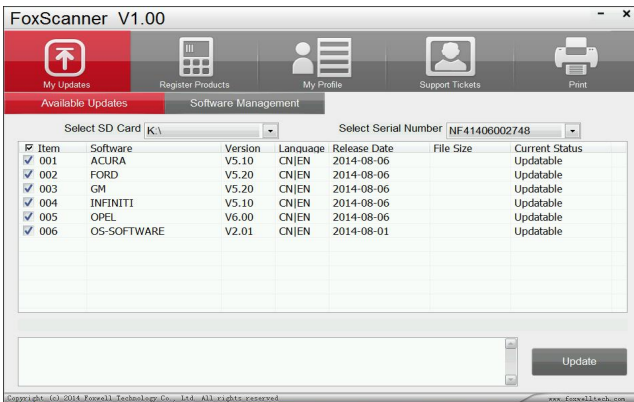 FoxScanner V1.00
My Updates Register Products My Profile Support Tickets Print
Available Updates Software Management
Select SD Card K:\ Select Serial Number NF41406002748
Item Software Version Language Release Date File Size Current Status
001 ACURA V5.10 CN|EN 2014-08-06 Updatable
002 FORD V5.20 CN|EN 2014-08-06 Updatable
003 GM V5.20 CN|EN 2014-08-06 Updatable
004 INFINITI V5.10 CN|EN 2014-08-06 Updatable
005 OPEL V6.00 CN|EN 2014-08-06 Updatable
006 OS-SOFTWARE V2.01 CN|EN 2014-08-01 Updatable
Update
Copyright (c) 2014 Foxwell Technology Co., Ltd. All rights reserved www.foxwelltech.com